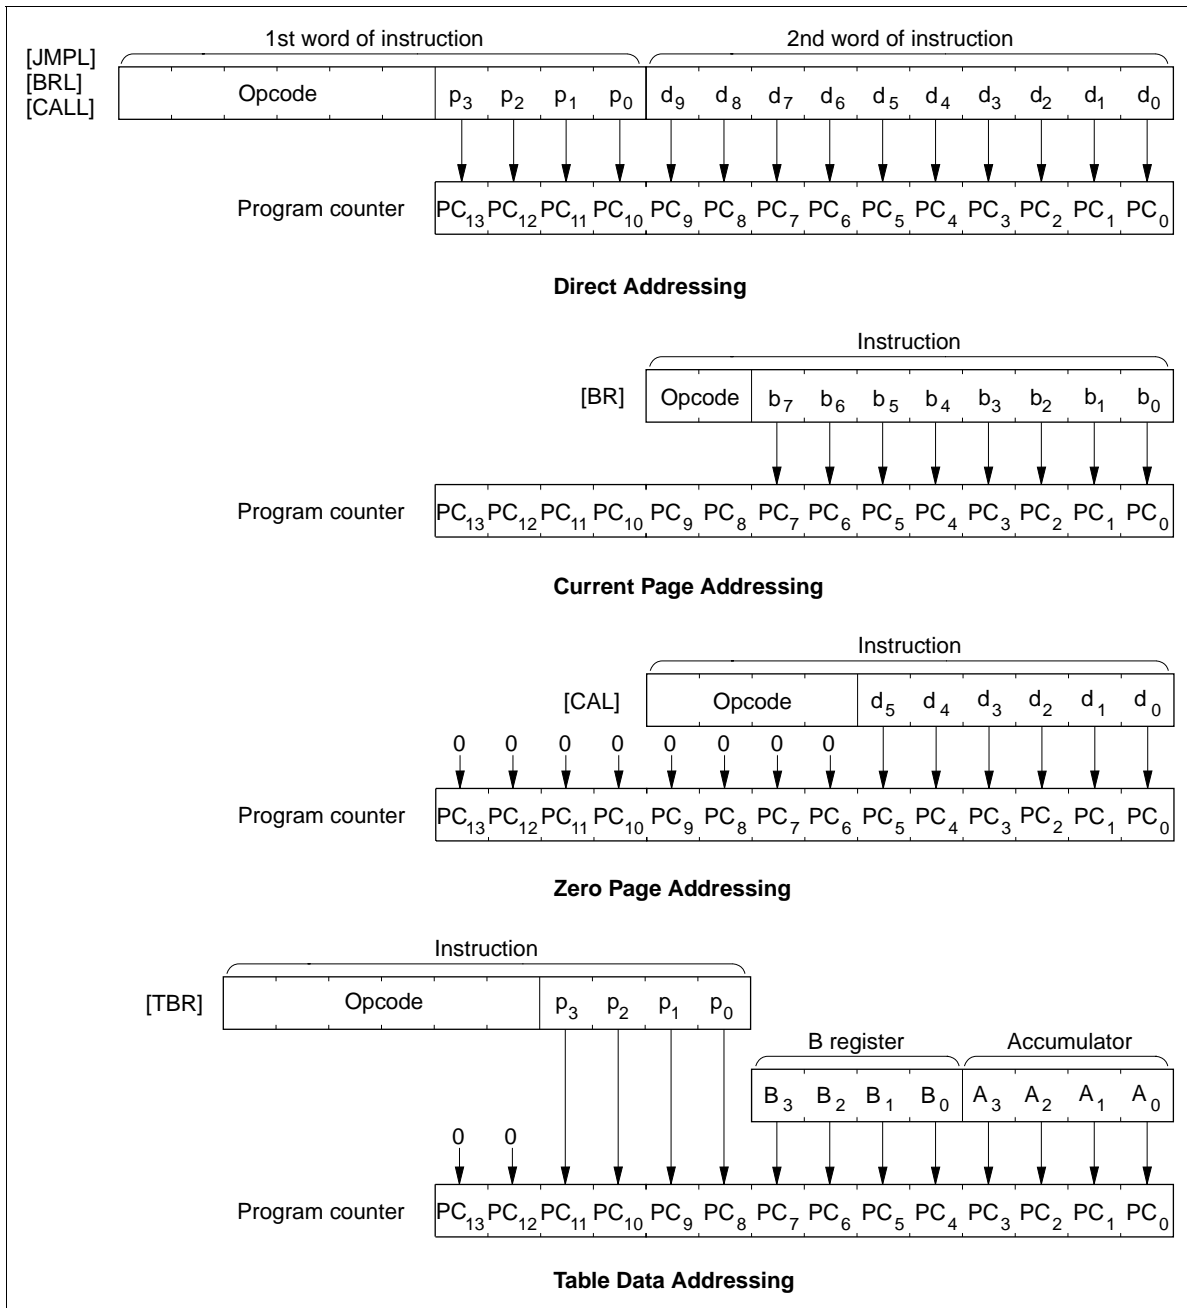 1st word of instruction 2nd word of instruction
[JMPL]
[BRL]
[CALL]
Opcode p3 p2 p1 p0 d9 d8 d7 d6 d5 d4 d3 d2 d1 d0
Program counter PC13 PC12 PC11 PC10 PC9 PC8 PC7 PC6 PC5 PC4 PC3 PC2 PC1 PC0
Direct Addressing
Instruction
[BR] Opcode b7 b6 b5 b4 b3 b2 b1 b0
Program counter PC13 PC12 PC11 PC10 PC9 PC8 PC7 PC6 PC5 PC4 PC3 PC2 PC1 PC0
Current Page Addressing
Instruction
[CAL] Opcode d5 d4 d3 d2 d1 d0
0 0 0 0 0 0 0 0
Program counter PC13 PC12 PC11 PC10 PC9 PC8 PC7 PC6 PC5 PC4 PC3 PC2 PC1 PC0
Zero Page Addressing
Instruction
[TBR] Opcode p3 p2 p1 p0
B register Accumulator
B3 B2 B1 B0 A3 A2 A1 A0
0 0
Program counter PC13 PC12 PC11 PC10 PC9 PC8 PC7 PC6 PC5 PC4 PC3 PC2 PC1 PC0
Table Data Addressing